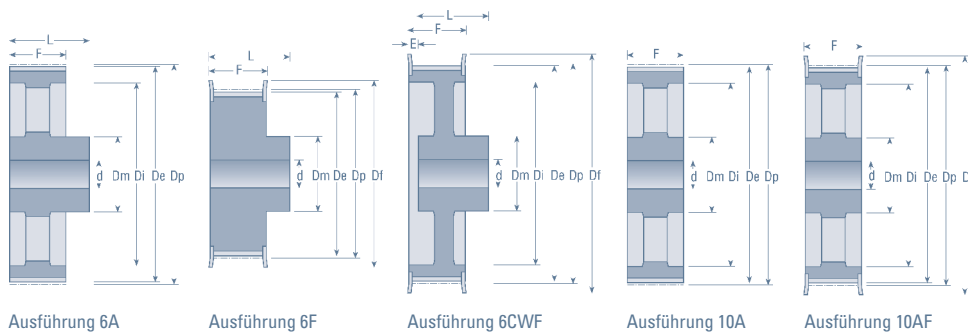 L
F
d Dm Di De Dp
Ausführung 6A
L
F
d Dm De Dp Df
Ausführung 6F
L
F
E
d Dm Di De Dp Df
Ausführung 6CWF
F
d Dm Di De Dp
Ausführung 10A
F
d Dm Di De Dp D
Ausführung 10AF